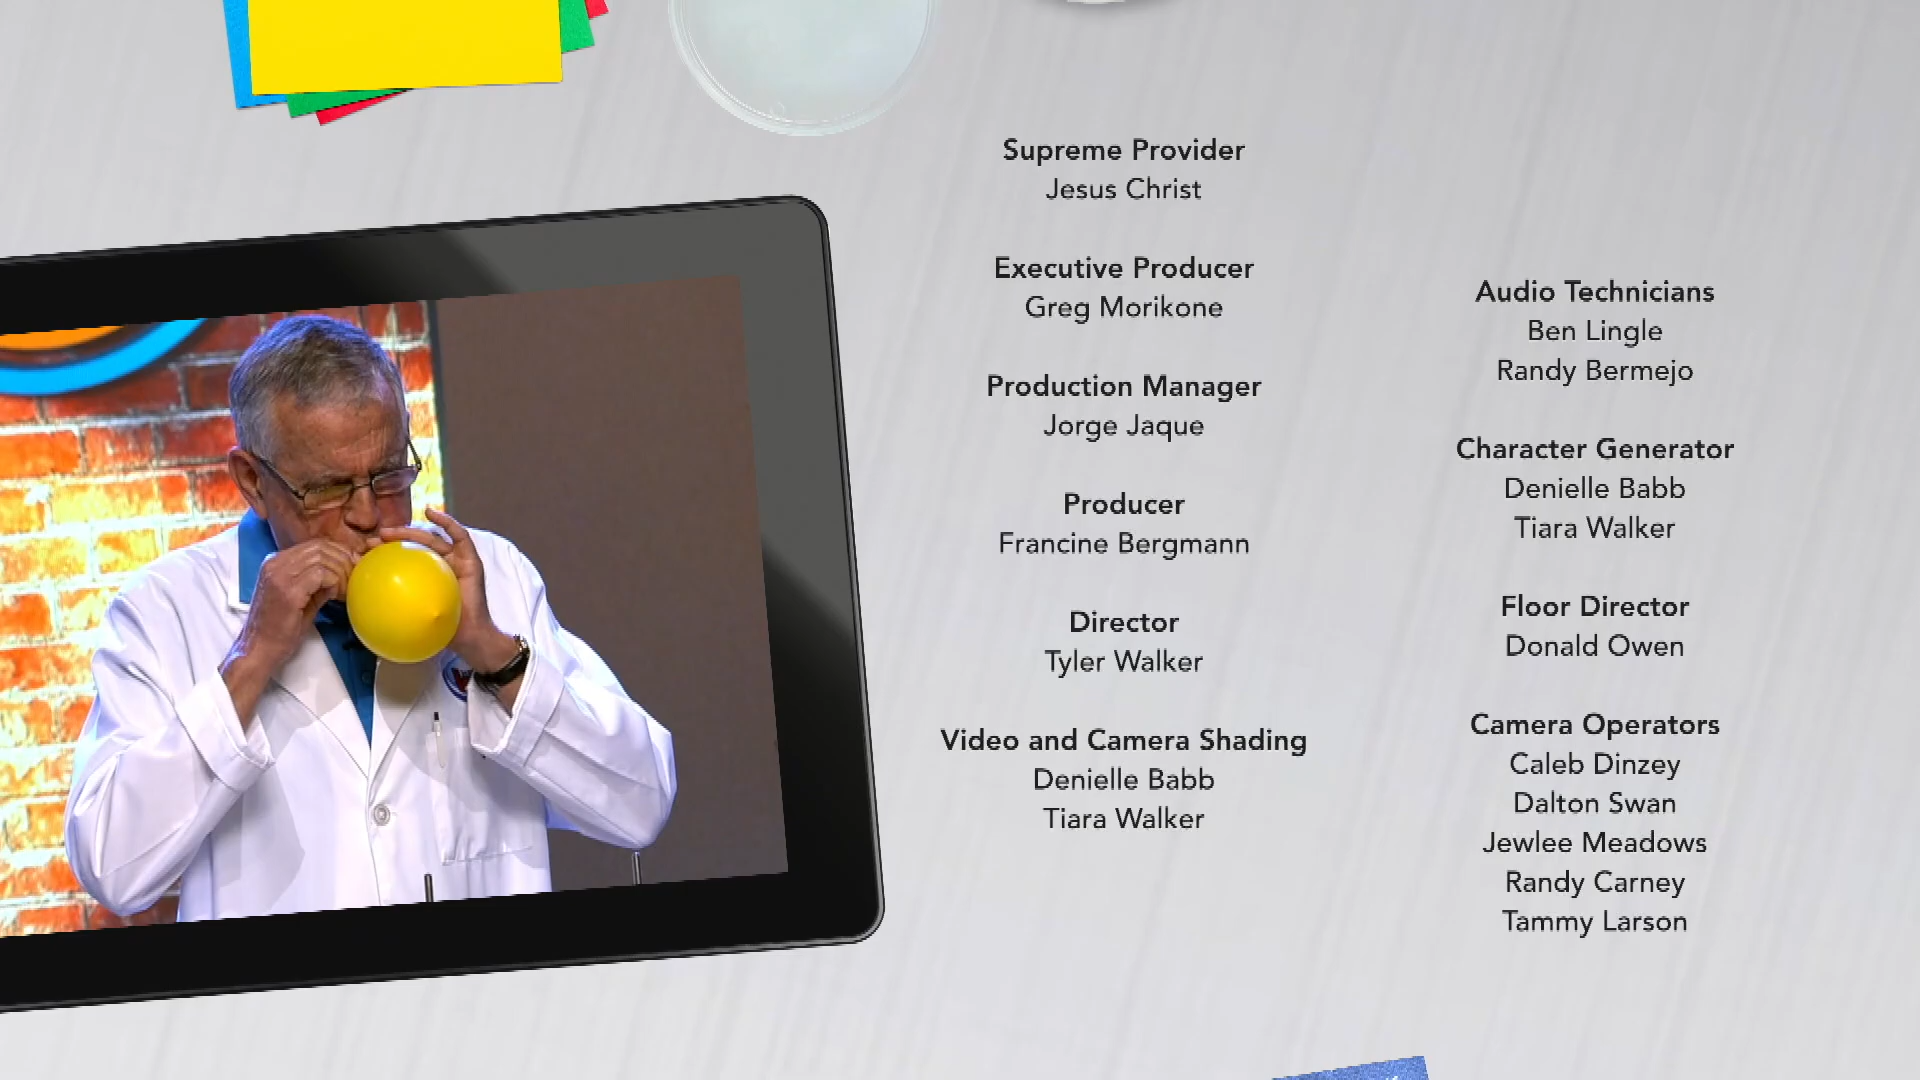 Supreme Provider
Jesus Christ
Executive Producer
Greg Morikone
Production Manager
Jorge Jaque
Producer
Francine Bergmann
Director
Tyler Walker
Video and Camera Shading
Denielle Babb
Tiara Walker
Audio Technicians
Ben Lingle
Randy Bermejo
Character Generator
Denielle Babb
Tiara Walker
Floor Director
Donald Owen
Camera Operators
Caleb Dinzey
Dalton Swan
Jewlee Meadows
Randy Carney
Tammy Larson